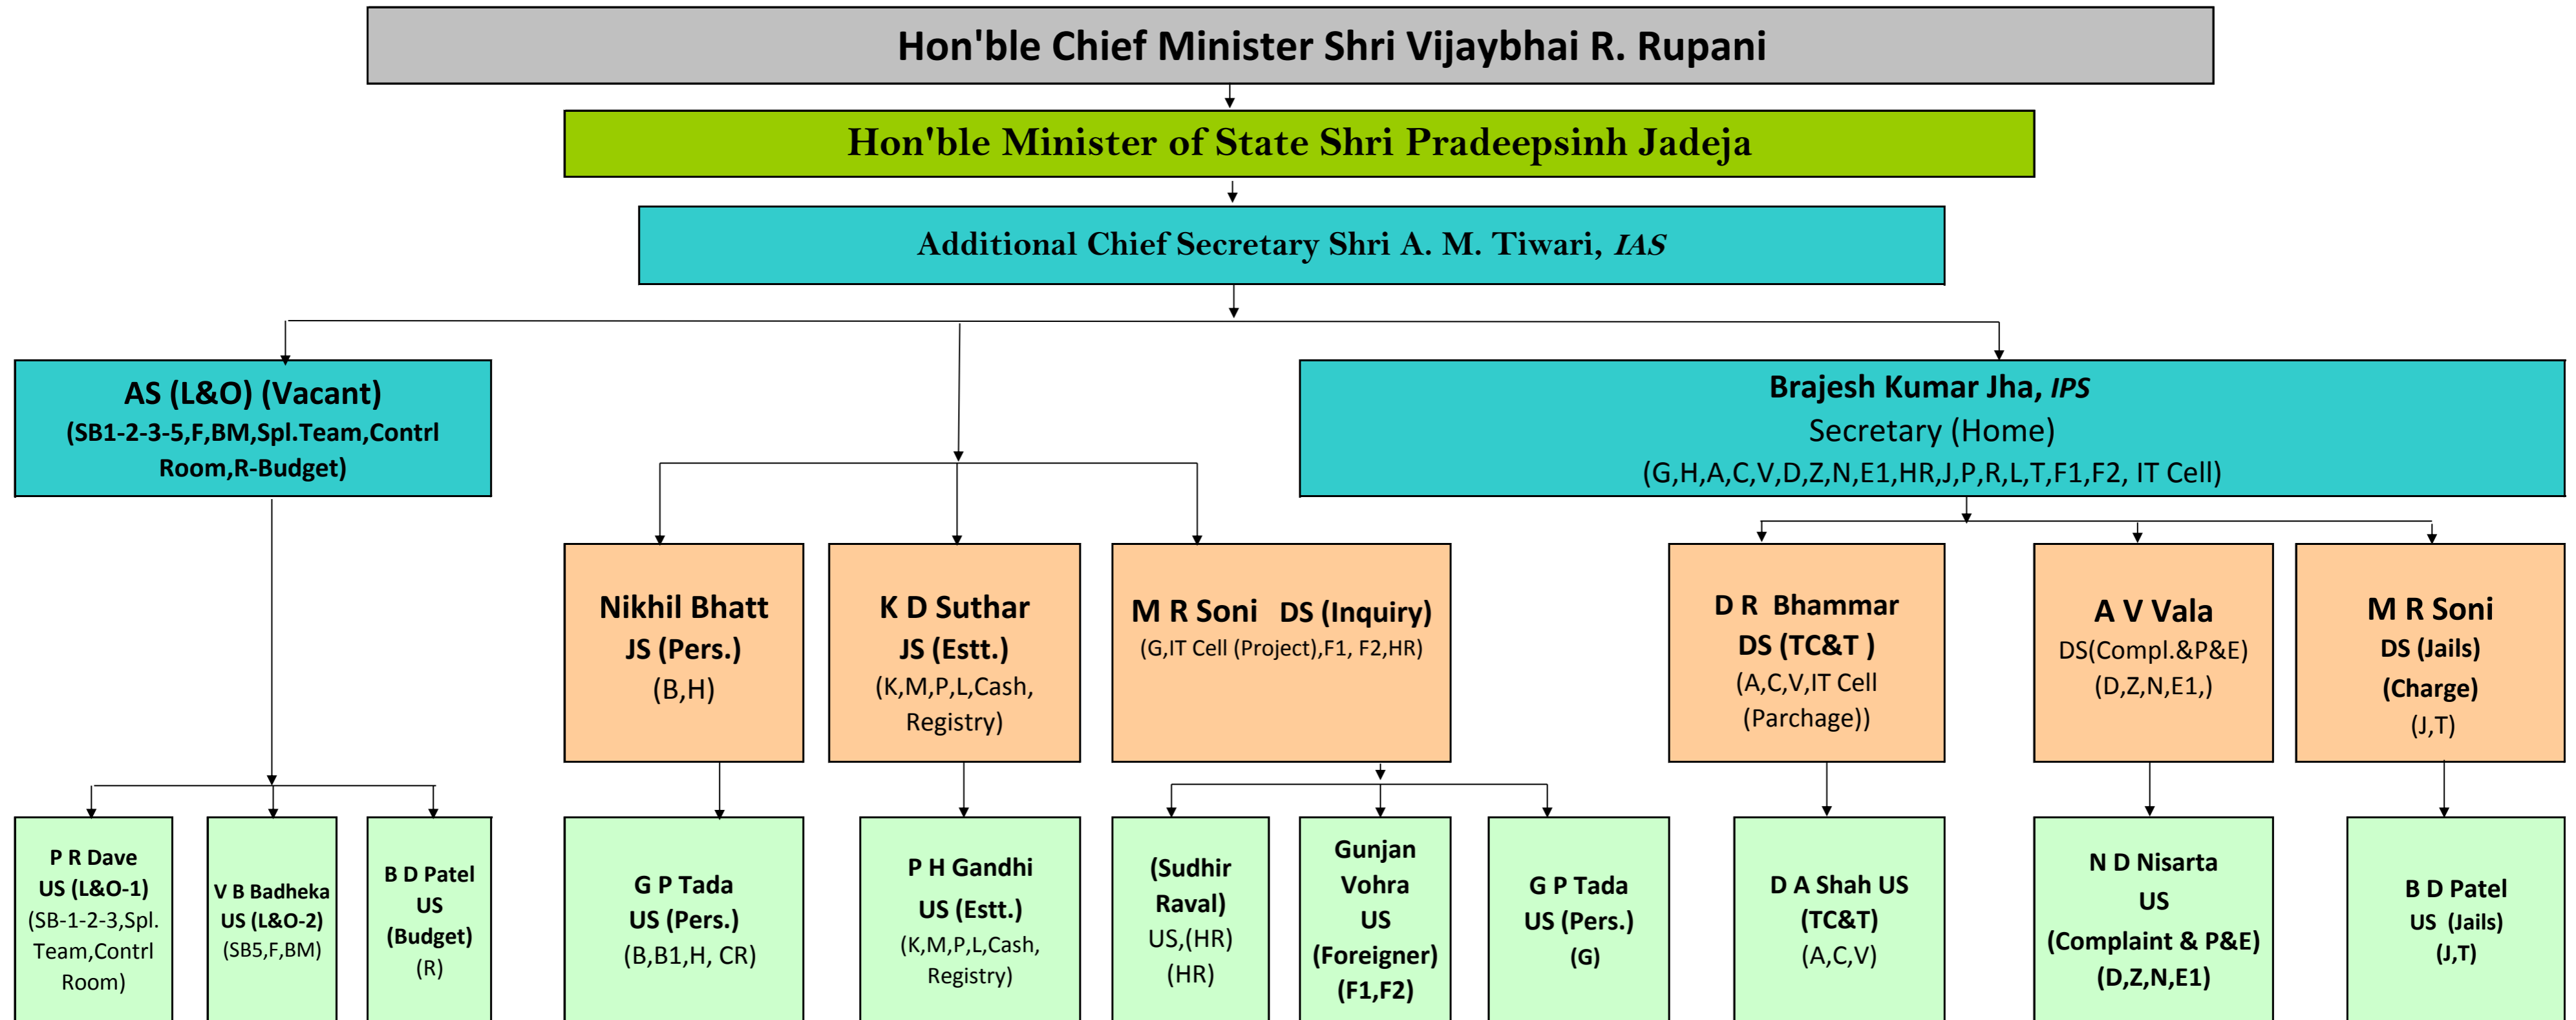 Hon'ble Chief Minister Shri Vijaybhai R. Rupani
Hon'ble Minister of State Shri Pradeepsinh Jadeja
Additional Chief Secretary Shri A. M. Tiwari, IAS
AS (L&O) (Vacant)
(SB1-2-3-5,F,BM,Spl.Team,Contrl
Room,R-Budget)
Brajesh Kumar Jha, IPS
Secretary (Home)
(G,H,A,C,V,D,Z,N,E1,HR,J,P,R,L,T,F1,F2, IT Cell)
Nikhil Bhatt
JS (Pers.)
(B,H)
K D Suthar
JS (Estt.)
(K,M,P,L,Cash,
Registry)
M R Soni DS (Inquiry)
(G,IT Cell (Project),F1, F2,HR)
D R Bhammar
DS (TC&T )
(A,C,V,IT Cell
(Parchage))
A V Vala
DS(Compl.&P&E)
(D,Z,N,E1,)
M R Soni
DS (Jails)
(Charge)
(J,T)
P R Dave
US (L&O-1)
(SB-1-2-3,Spl.
Team,Contrl
Room)
V B Badheka
US (L&O-2)
(SB5,F,BM)
B D Patel
US
(Budget)
(R)
G P Tada
US (Pers.)
(B,B1,H, CR)
P H Gandhi
US (Estt.)
(K,M,P,L,Cash,
Registry)
(Sudhir
Raval)
US,(HR)
(HR)
Gunjan
Vohra
US
(Foreigner)
(F1,F2)
G P Tada
US (Pers.)
(G)
D A Shah US
(TC&T)
(A,C,V)
N D Nisarta
US
(Complaint & P&E)
(D,Z,N,E1)
B D Patel
US (Jails)
(J,T)